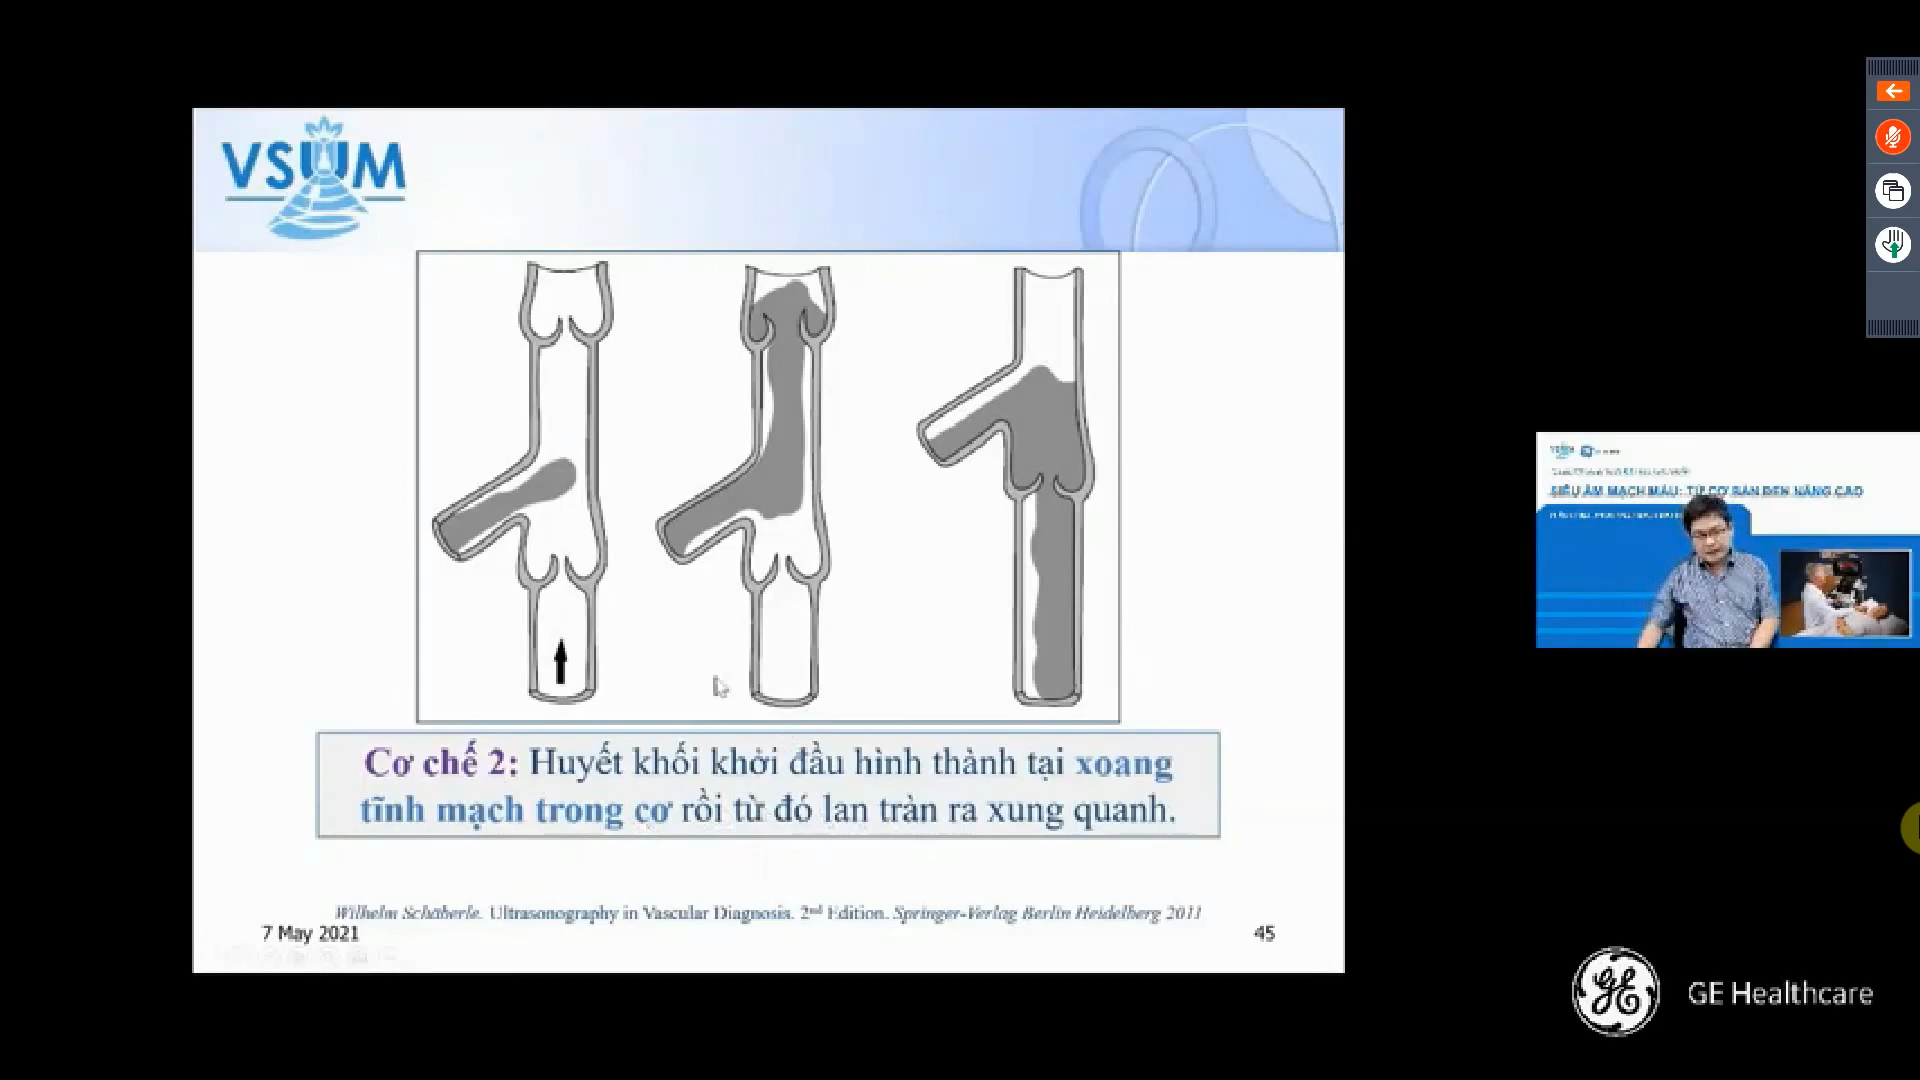 VSUM
Cơ chế 2: Huyết khối khởi đầu hình thành tại xoang
tĩnh mạch trong cơ rồi từ đó lan tràn ra xung quanh.
Wilhelm Schäberle. Ultrasonography in Vascular Diagnosis. 2nd Edition. Springer-Verlag Berlin Heidelberg 2011
7 May 2021
45
SIÊU ÂM MẠCH MÁU: TỪ CƠ BẢN ĐẾN NÂNG CAO
GE Healthcare